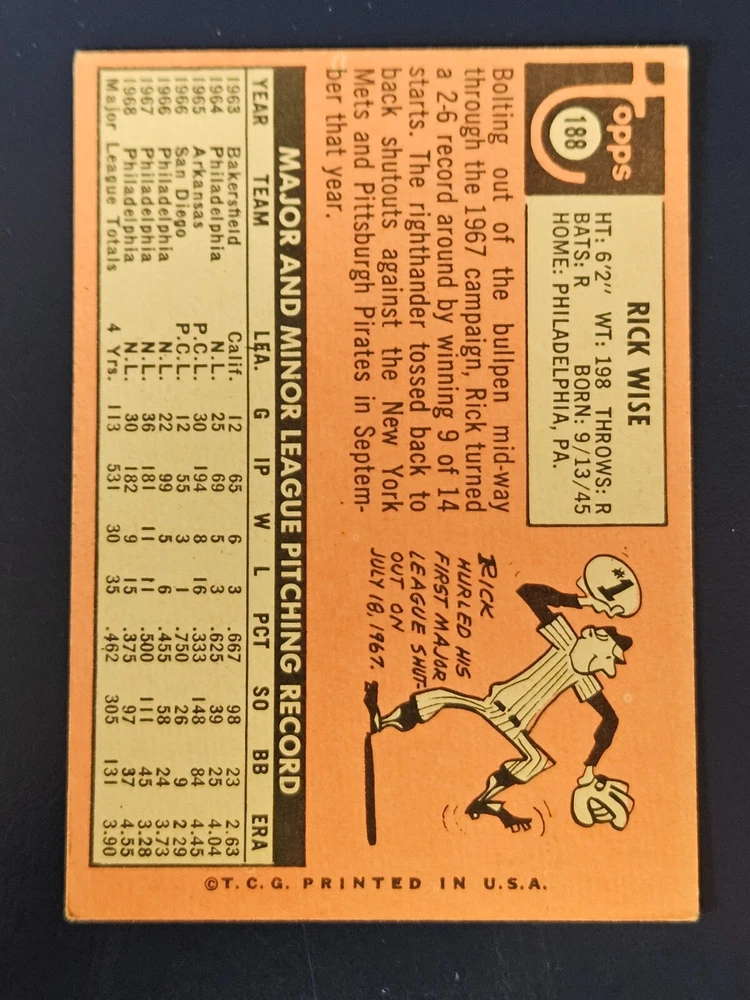 Topps
188
RICK WISE
HT: 6'2" WT: 198 THROWS: R
BATS: R BORN: 9/13/45
HOME: PHILADELPHIA, PA.
Bolting out of the bullpen mid-way
through the 1967 campaign, Rick turned
a 2-6 record around by winning 9 of 14
starts. The righthander tossed back to
back shutouts against the New York
Mets and Pittsburgh Pirates in Septem-
ber that year.
#1
RICK
HURLED HIS
FIRST MAJOR
LEAGUE SHUT-
OUT ON
JULY 18, 1967.
MAJOR AND MINOR LEAGUE PITCHING RECORD
YEAR TEAM LEA. G IP W L PCT SO BB ERA
1963 Bakersfield Calif. 12 65 6 3 .667 98 23 2.63
1964 Philadelphia N.L. 25 69 5 3 .625 39 25 4.04
1965 Arkansas P.C.L. 30 194 8 16 .333 148 84 4.45
1966 San Diego P.C.L. 12 55 3 1 .750 26 9 2.29
1966 Philadelphia N.L. 22 99 5 6 .455 58 24 3.73
1967 Philadelphia N.L. 36 181 11 11 .500 111 45 3.28
1968 Philadelphia N.L. 30 182 9 15 .375 97 37 4.55
Major League Totals 4 Yrs. 113 531 30 35 .462 305 131 3.90
©T.C.G. PRINTED IN U.S.A.